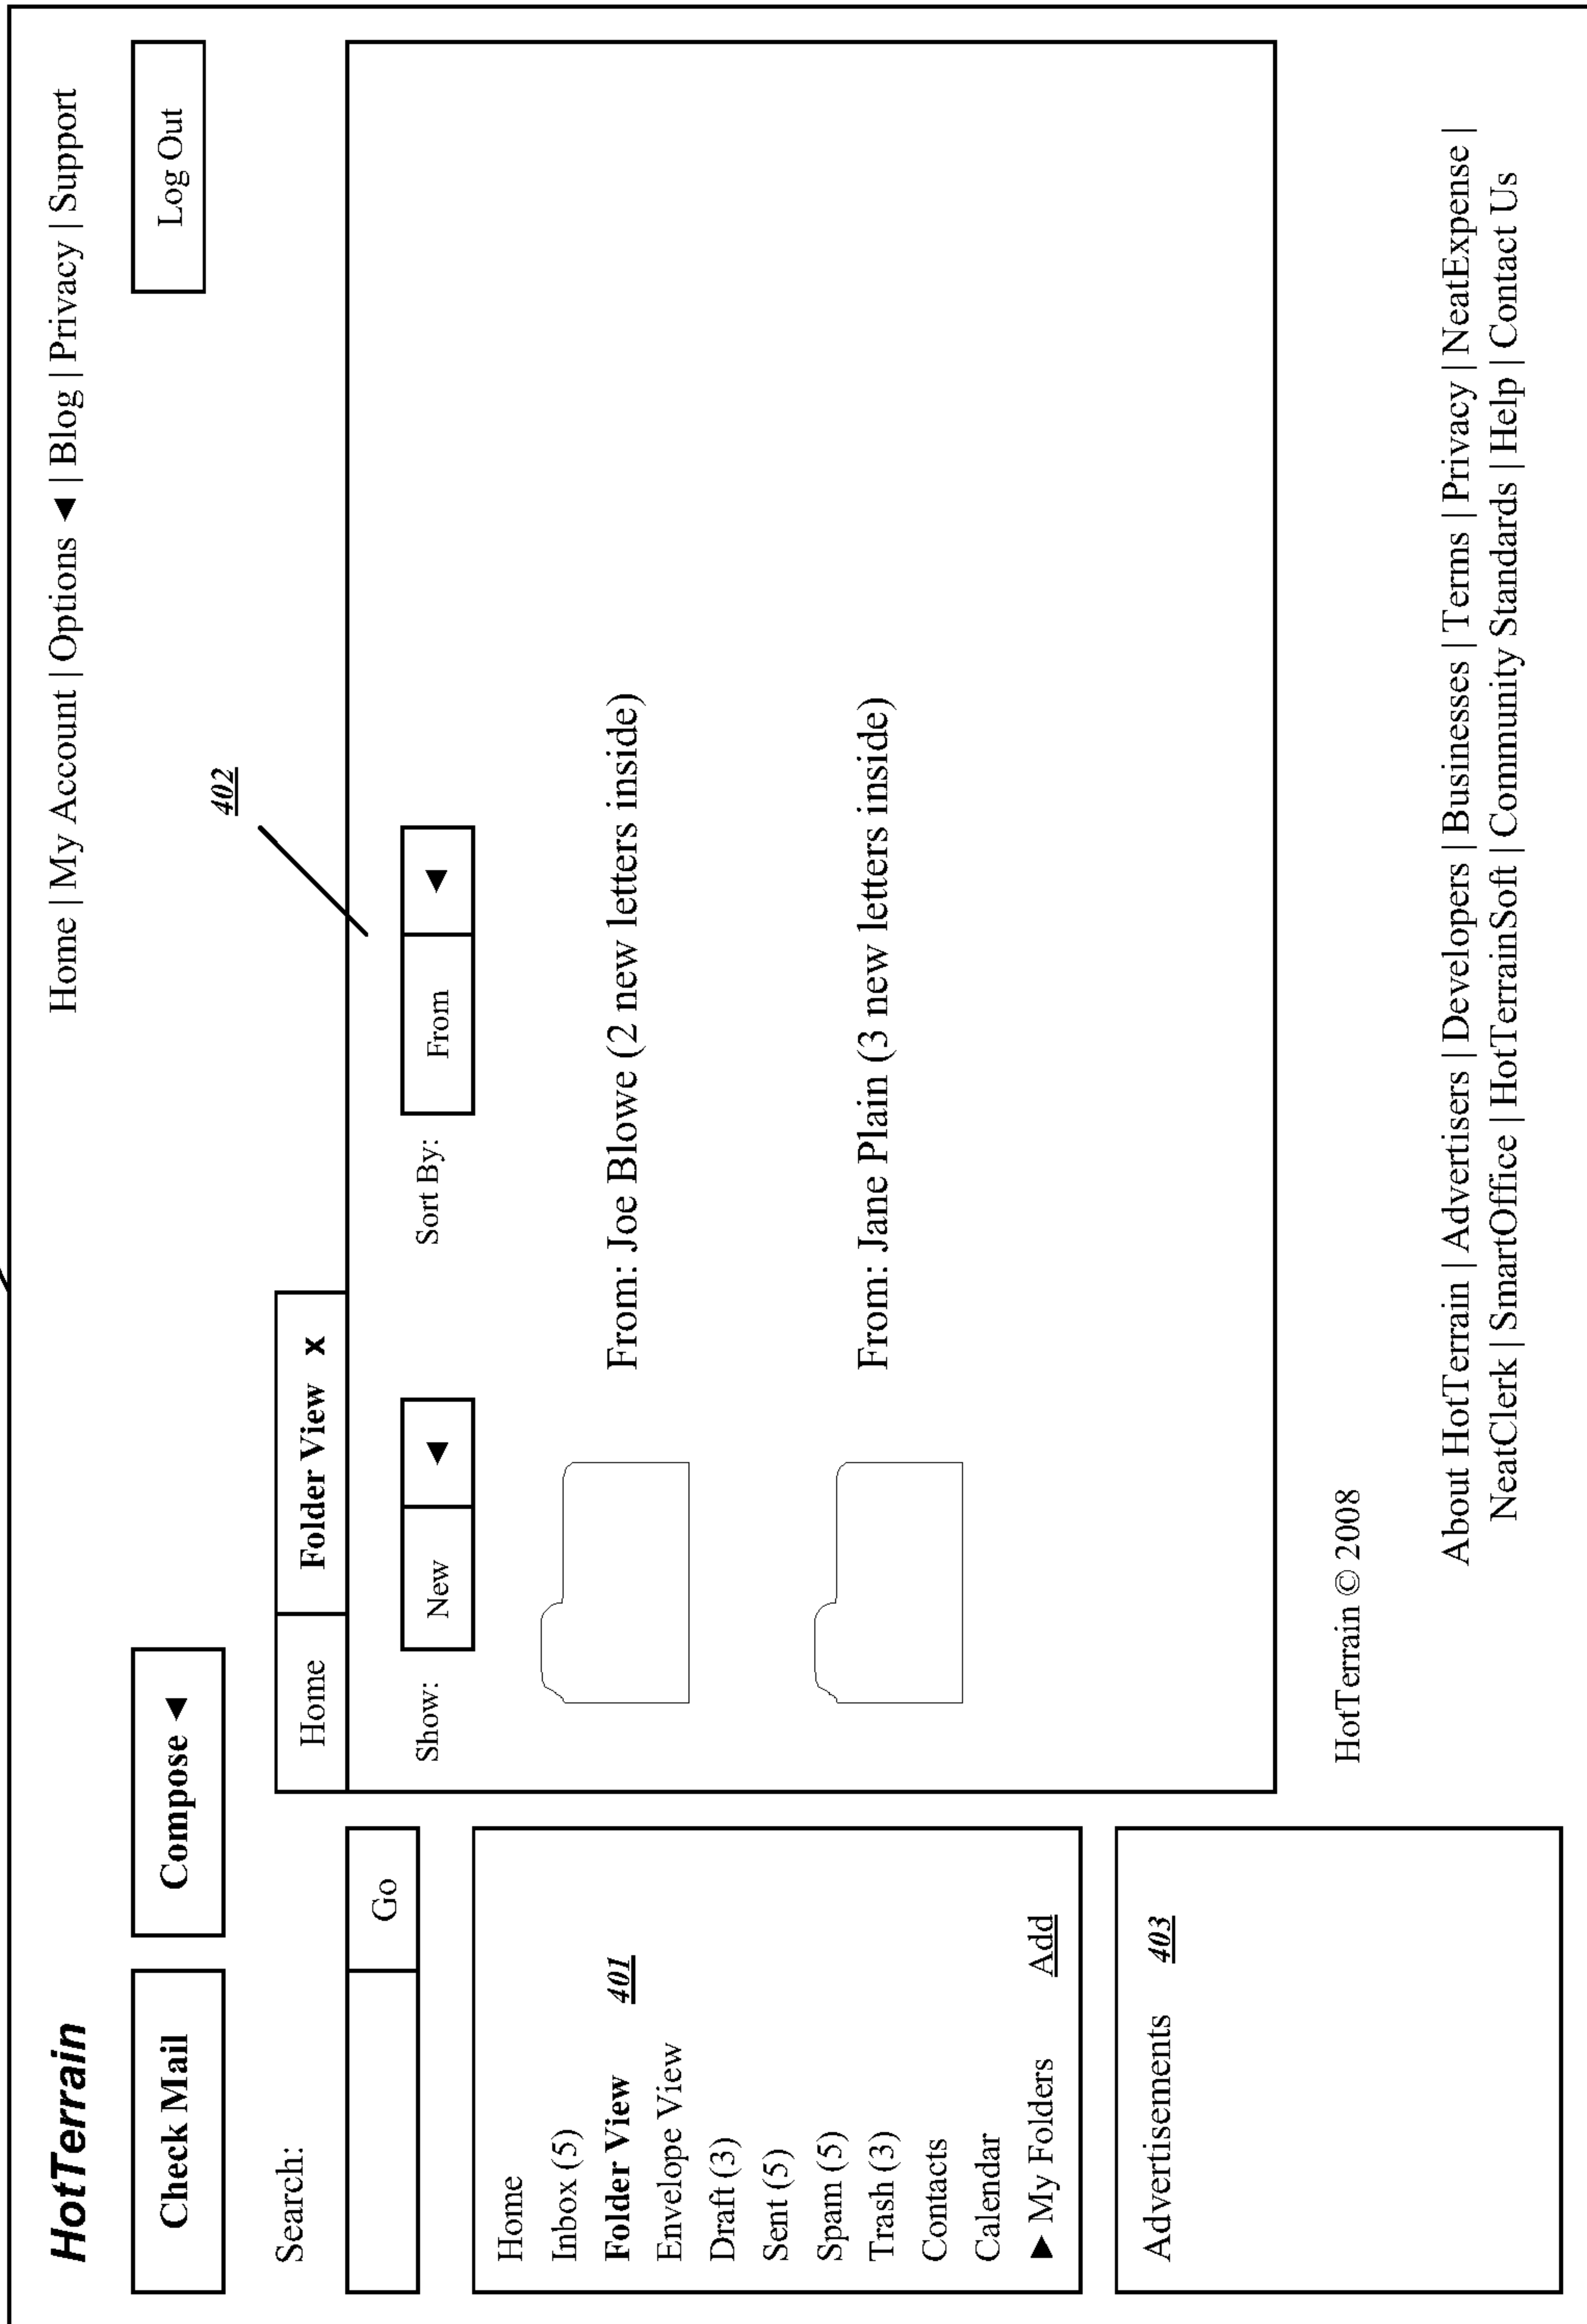 HotTerrain
Home | My Account | Options ▼ | Blog | Privacy | Support
Check Mail
Compose ▼
Log Out
Search:
Go
402
Home
Folder View x
Show:
New ▼
Sort By:
From ▼
Home
Inbox (5)
Folder View 401
Envelope View
Draft (3)
Sent (5)
Spam (5)
Trash (3)
Contacts
Calendar
► My Folders Add
From: Joe Blowe (2 new letters inside)
From: Jane Plain (3 new letters inside)
Advertisements 403
HotTerrain © 2008
About HotTerrain | Advertisers | Developers | Businesses | Terms | Privacy | NeatExpense |
NeatClerk | SmartOffice | HotTerrainSoft | Community Standards | Help | Contact Us